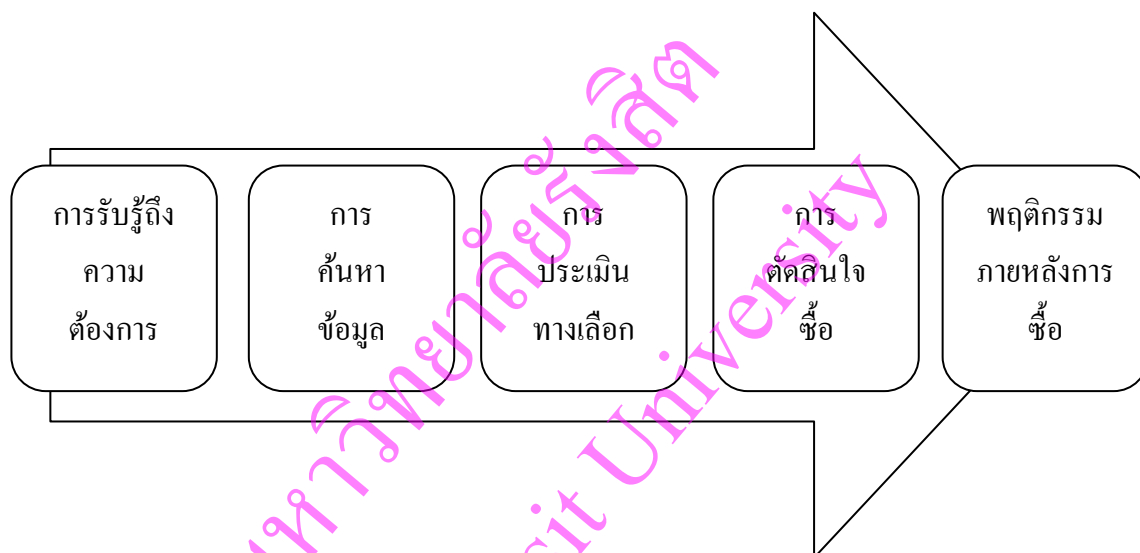 การรับรู้ถึง
ความ
ต้องการ
การ
ค้นหา
ข้อมูล
การ
ประเมิน
ทางเลือก
การ
ตัดสินใจ
ซื้อ
พฤติกรรม
ภายหลังการ
ซื้อ
มหาวิทยาลัยรังสิต
University